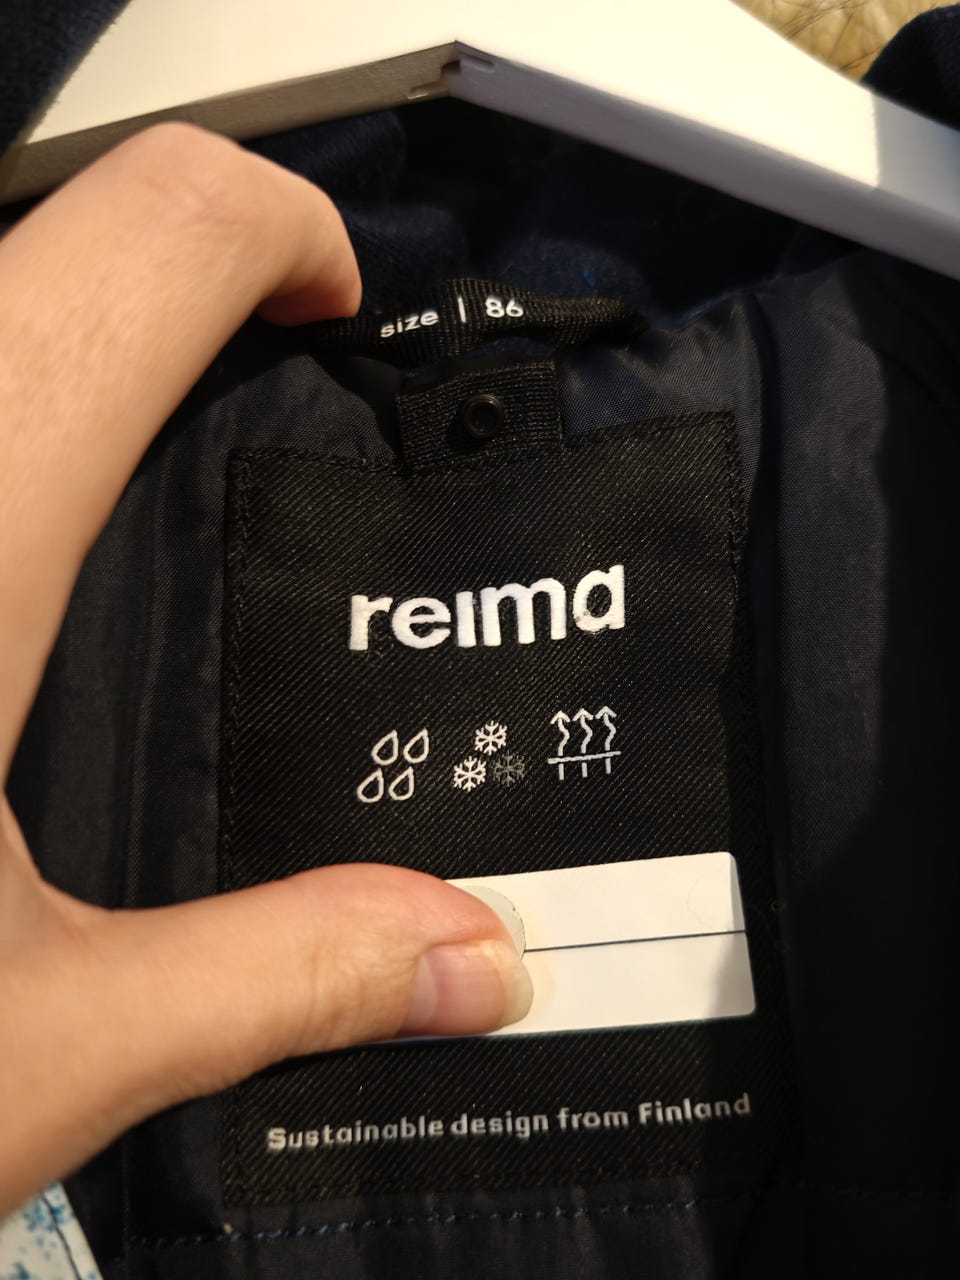 size | 86
reima
Sustainable design from Finland